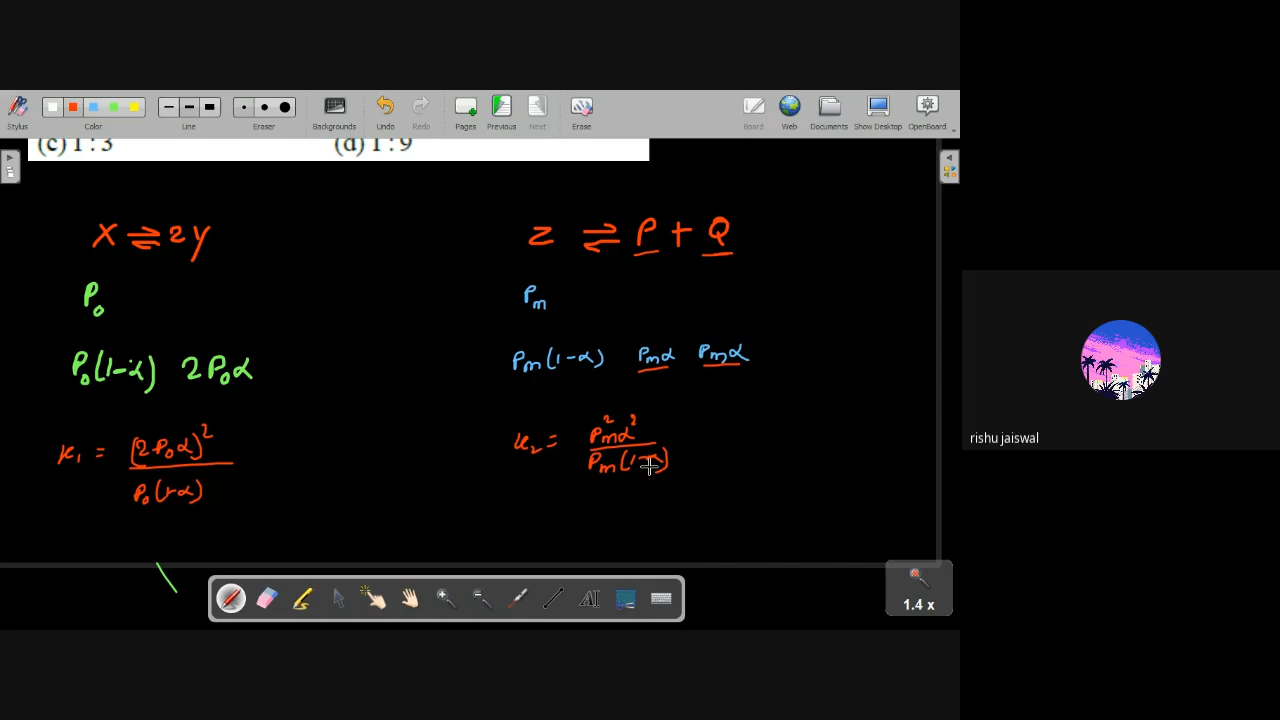 Stylus Color Line Eraser Backgrounds Undo Redo Pages Previous Next Erase Board Web Documents Show Desktop OpenBoard
(c) 1 : 3 (d) 1 : 9
X ⇌ 2y z ⇌ P + Q
P₀ Pm
P₀(1-α) 2P₀α Pm(1-α) Pmα Pmα
K₁ = (2P₀α)² / P₀(1-α) K₂ = Pm²α² / Pm(1-
rishu jaiswal
1.4 x